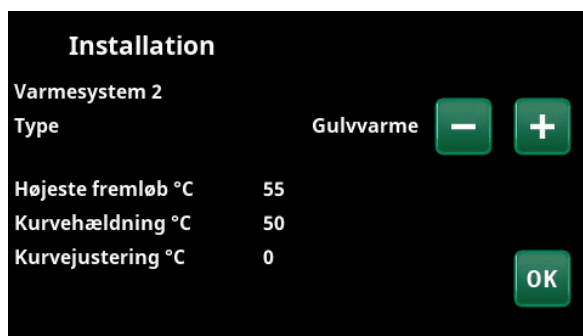 Installation
Varmesystem 2
Type Gulvvarme − +
Højeste fremløb °C 55
Kurvehældning °C 50
Kurvejustering °C 0
OK